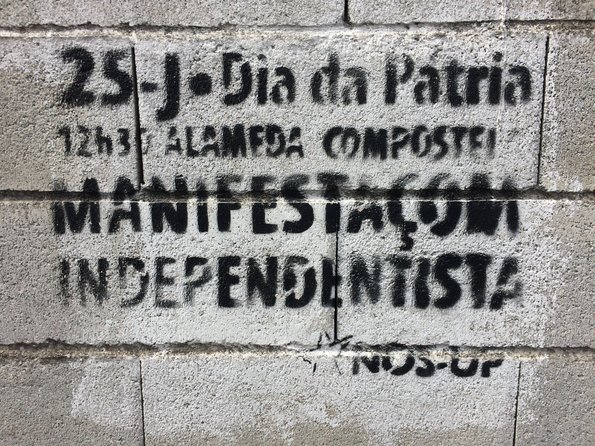 25-J • Dia da Patria
12h30 ALAMEDA COMPOSTELA
MANIFESTAÇOM
INDEPENDENTISTA
NÓS-UP